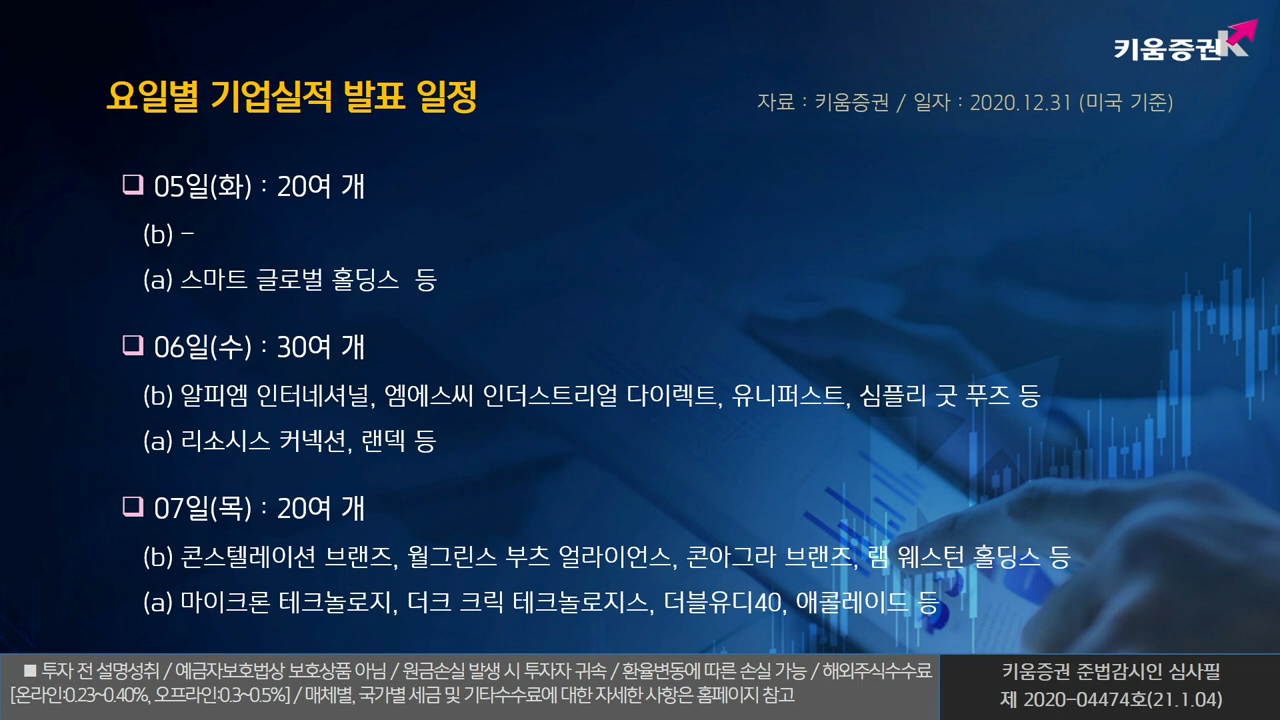 키움증권
요일별 기업실적 발표 일정
자료 : 키움증권 / 일자 : 2020.12.31 (미국 기준)
❑ 05일(화) : 20여 개
(b) –
(a) 스마트 글로벌 홀딩스 등
❑ 06일(수) : 30여 개
(b) 알피엠 인터네셔널, 엠에스씨 인더스트리얼 다이렉트, 유니퍼스트, 심플리 굿 푸즈 등
(a) 리소시스 커넥션, 랜덱 등
❑ 07일(목) : 20여 개
(b) 콘스텔레이션 브랜즈, 월그린스 부츠 얼라이언스, 콘아그라 브랜즈, 램 웨스턴 홀딩스 등
(a) 마이크론 테크놀로지, 더크 크릭 테크놀로지스, 더블유디40, 애콜레이드 등
■ 투자 전 설명성취 / 예금자보호법상 보호상품 아님 / 원금손실 발생 시 투자자 귀속 / 환율변동에 따른 손실 가능 / 해외주식수수료
[온라인:0.23~0.40%, 오프라인:0.3~0.5%] / 매체별, 국가별 세금 및 기타수수료에 대한 자세한 사항은 홈페이지 참고
키움증권 준법감시인 심사필
제 2020-04474호(21.1.04)